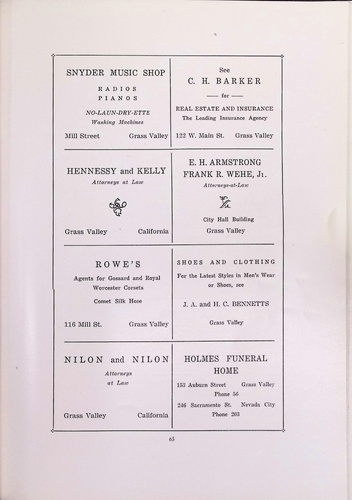 SNYDER MUSIC SHOP
RADIOS
PIANOS
NO-LAUN-DRY-ETTE
Washing Machines
Mill Street Grass Valley
See
C. H. BARKER
— for —
REAL ESTATE AND INSURANCE
The Leading Insurance Agency
122 W. Main St. Grass Valley
HENNESSY and KELLY
Attorneys at Law
Grass Valley California
E. H. ARMSTRONG
FRANK R. WEHE, Jr.
Attorneys-at-Law
City Hall Building
Grass Valley
ROWE'S
Agents for Gossard and Royal
Worcester Corsets
Comet Silk Hose
116 Mill St. Grass Valley
SHOES AND CLOTHING
For the Latest Styles in Men's Wear
or Shoes, see
J. A. and H. C. BENNETTS
Grass Valley
NILON and NILON
Attorneys
at Law
Grass Valley California
HOLMES FUNERAL
HOME
153 Auburn Street Grass Valley
Phone 56
246 Sacramento St. Nevada City
Phone 203
65